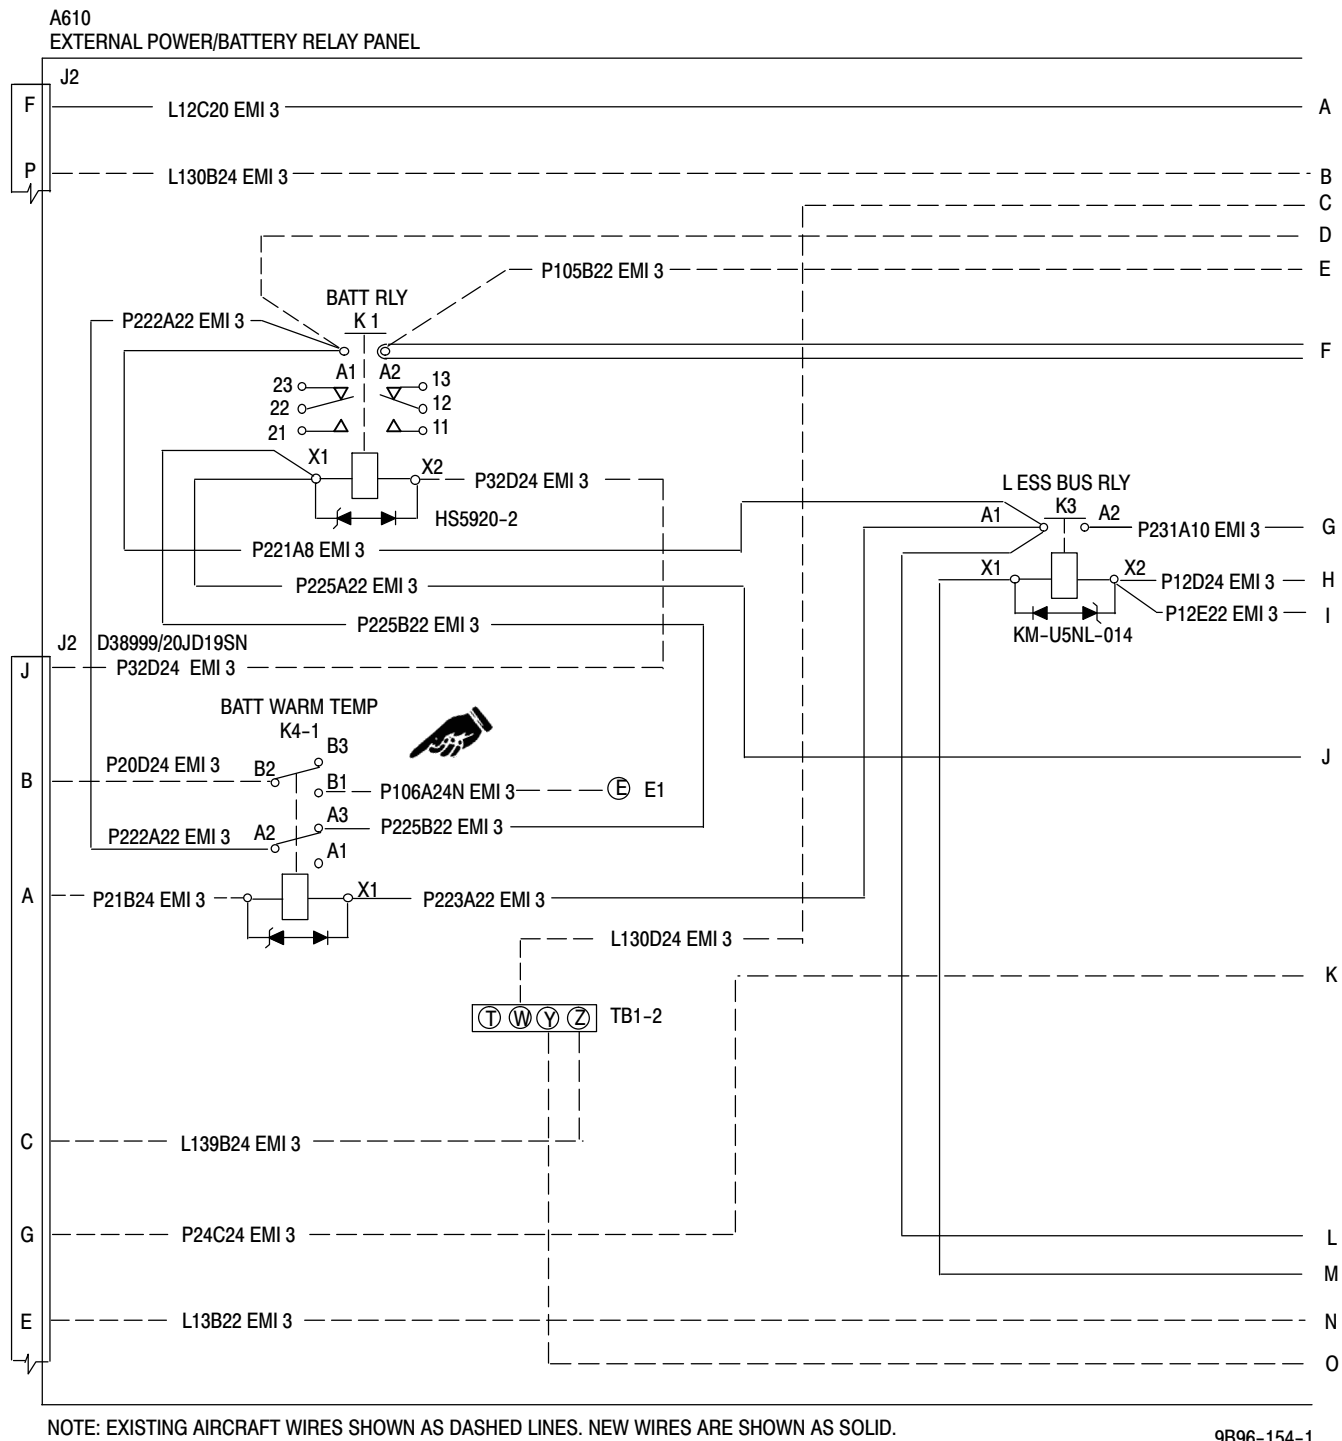 A610
EXTERNAL POWER/BATTERY RELAY PANEL
J2
F
L12C20 EMI 3
A
P
L130B24 EMI 3
B
C
D
P105B22 EMI 3
E
BATT RLY
P222A22 EMI 3
K 1
F
A1 A2
23
13
22
12
21
11
X1
X2
P32D24 EMI 3
HS5920-2
L ESS BUS RLY
K3
A1
A2
P231A10 EMI 3
G
P221A8 EMI 3
X1
X2
P12D24 EMI 3
H
P225A22 EMI 3
P12E22 EMI 3
I
KM-U5NL-014
P225B22 EMI 3
J2 D38999/20JD19SN
J
P32D24 EMI 3
BATT WARM TEMP
K4-1
B3
J
B
P20D24 EMI 3
B2
B1
P106A24N EMI 3
E
E1
A3
P225B22 EMI 3
P222A22 EMI 3
A2
A1
A
P21B24 EMI 3
X1
P223A22 EMI 3
L130D24 EMI 3
K
T W Y Z
TB1-2
C
L139B24 EMI 3
G
P24C24 EMI 3
L
M
E
L13B22 EMI 3
N
O
NOTE: EXISTING AIRCRAFT WIRES SHOWN AS DASHED LINES. NEW WIRES ARE SHOWN AS SOLID.
9B96-154-1